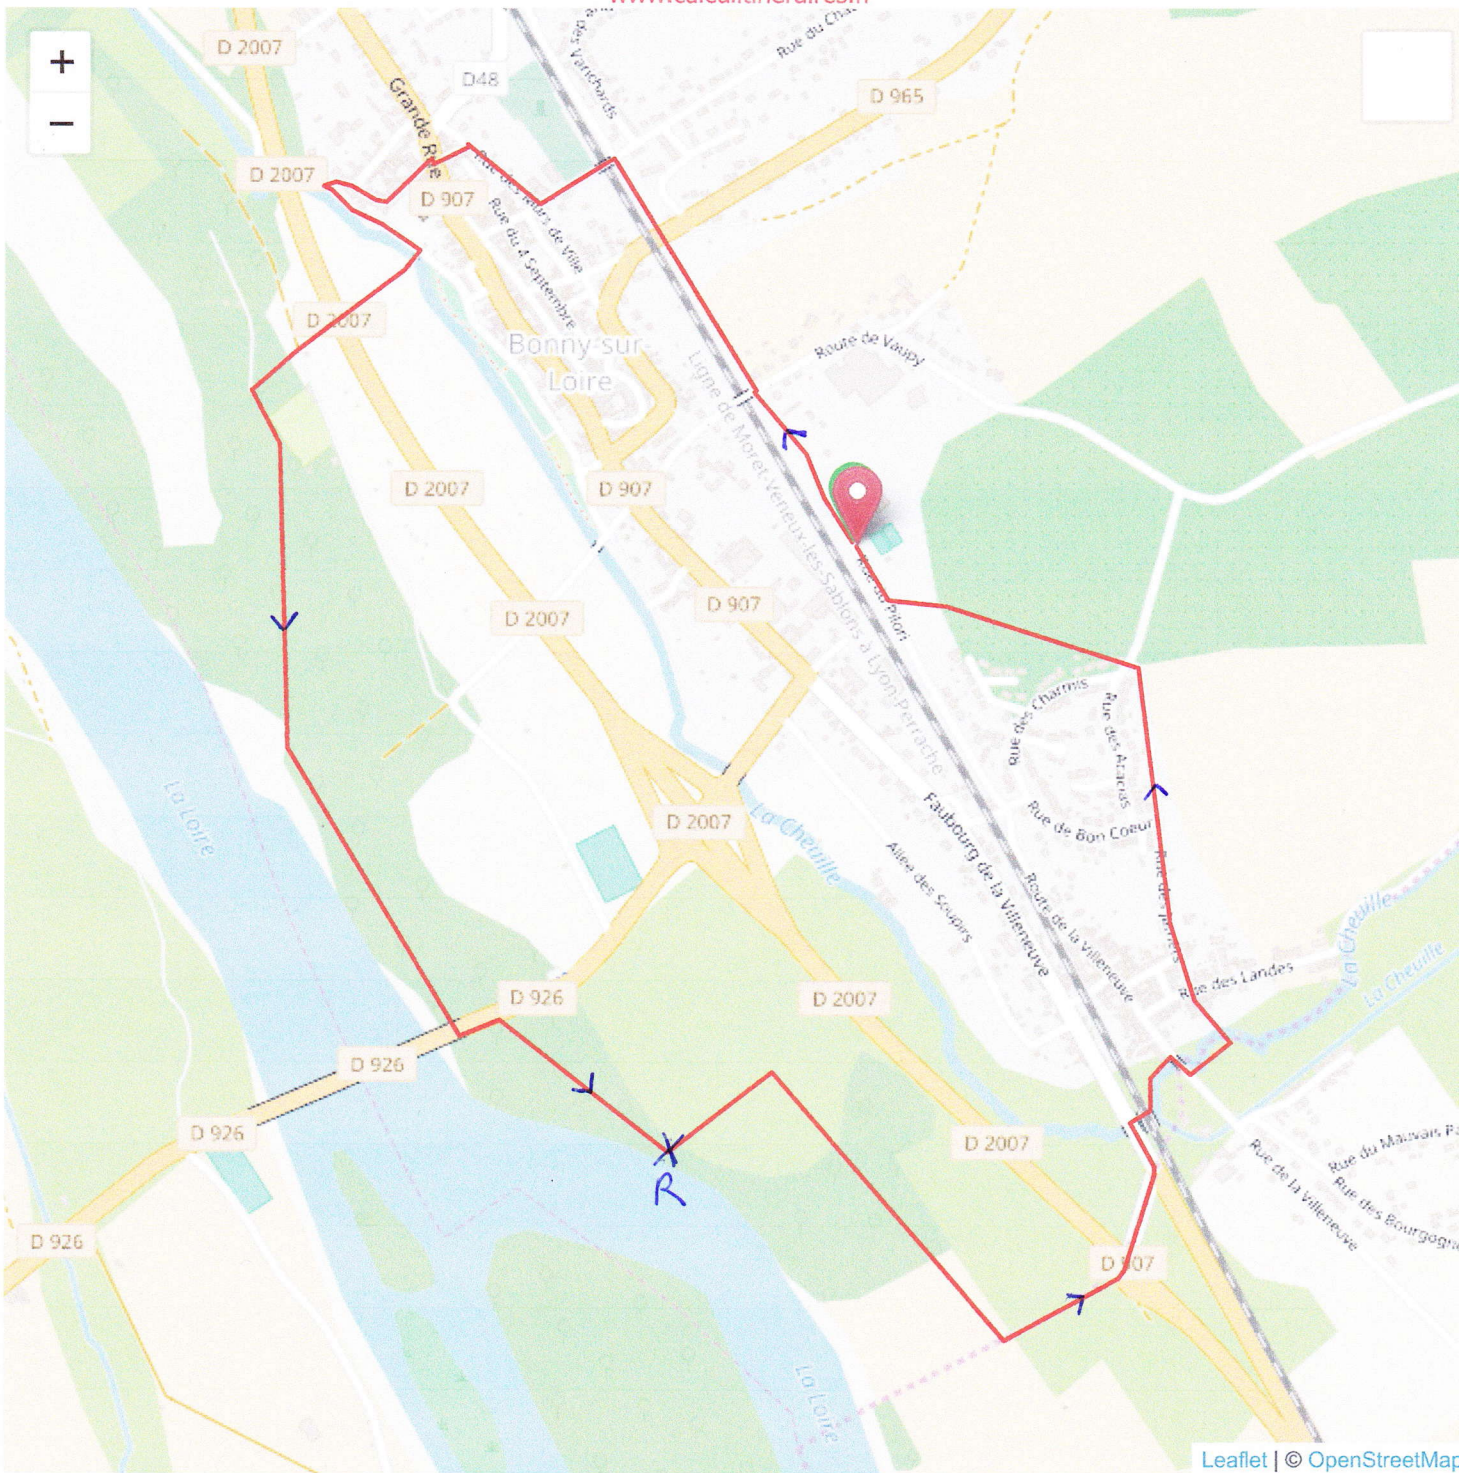 +
−
D 2007
D48
Grande Rue
des Varichards
Rue du Cha
D 965
D 2007
D 907
Rue des Murs de Ville
Rue du 4 Septembre
D 2007
Bonny-sur-
Loire
Route de Vaupy
Ligne de Moret-Veneux-les-Sablons à Lyon-Perrache
D 2007
D 907
Rue du Pilori
D 2007
D 907
Rue des Charmis
Rue des Acacias
La Loire
D 2007
La Cheuille
Rue de Bon Coeur
Faubourg de la Villeneuve
Allée des Soupirs
Route de la Villeneuve
La Cheuille
La Cheuille
Rue des Landes
D 926
D 2007
D 926
D 926
D 2007
R
Rue du Mauvais Pa
Rue de la Villeneuve
Rue des Bourgogne
D 926
D 907
La Loire
Leaflet | © OpenStreetMap